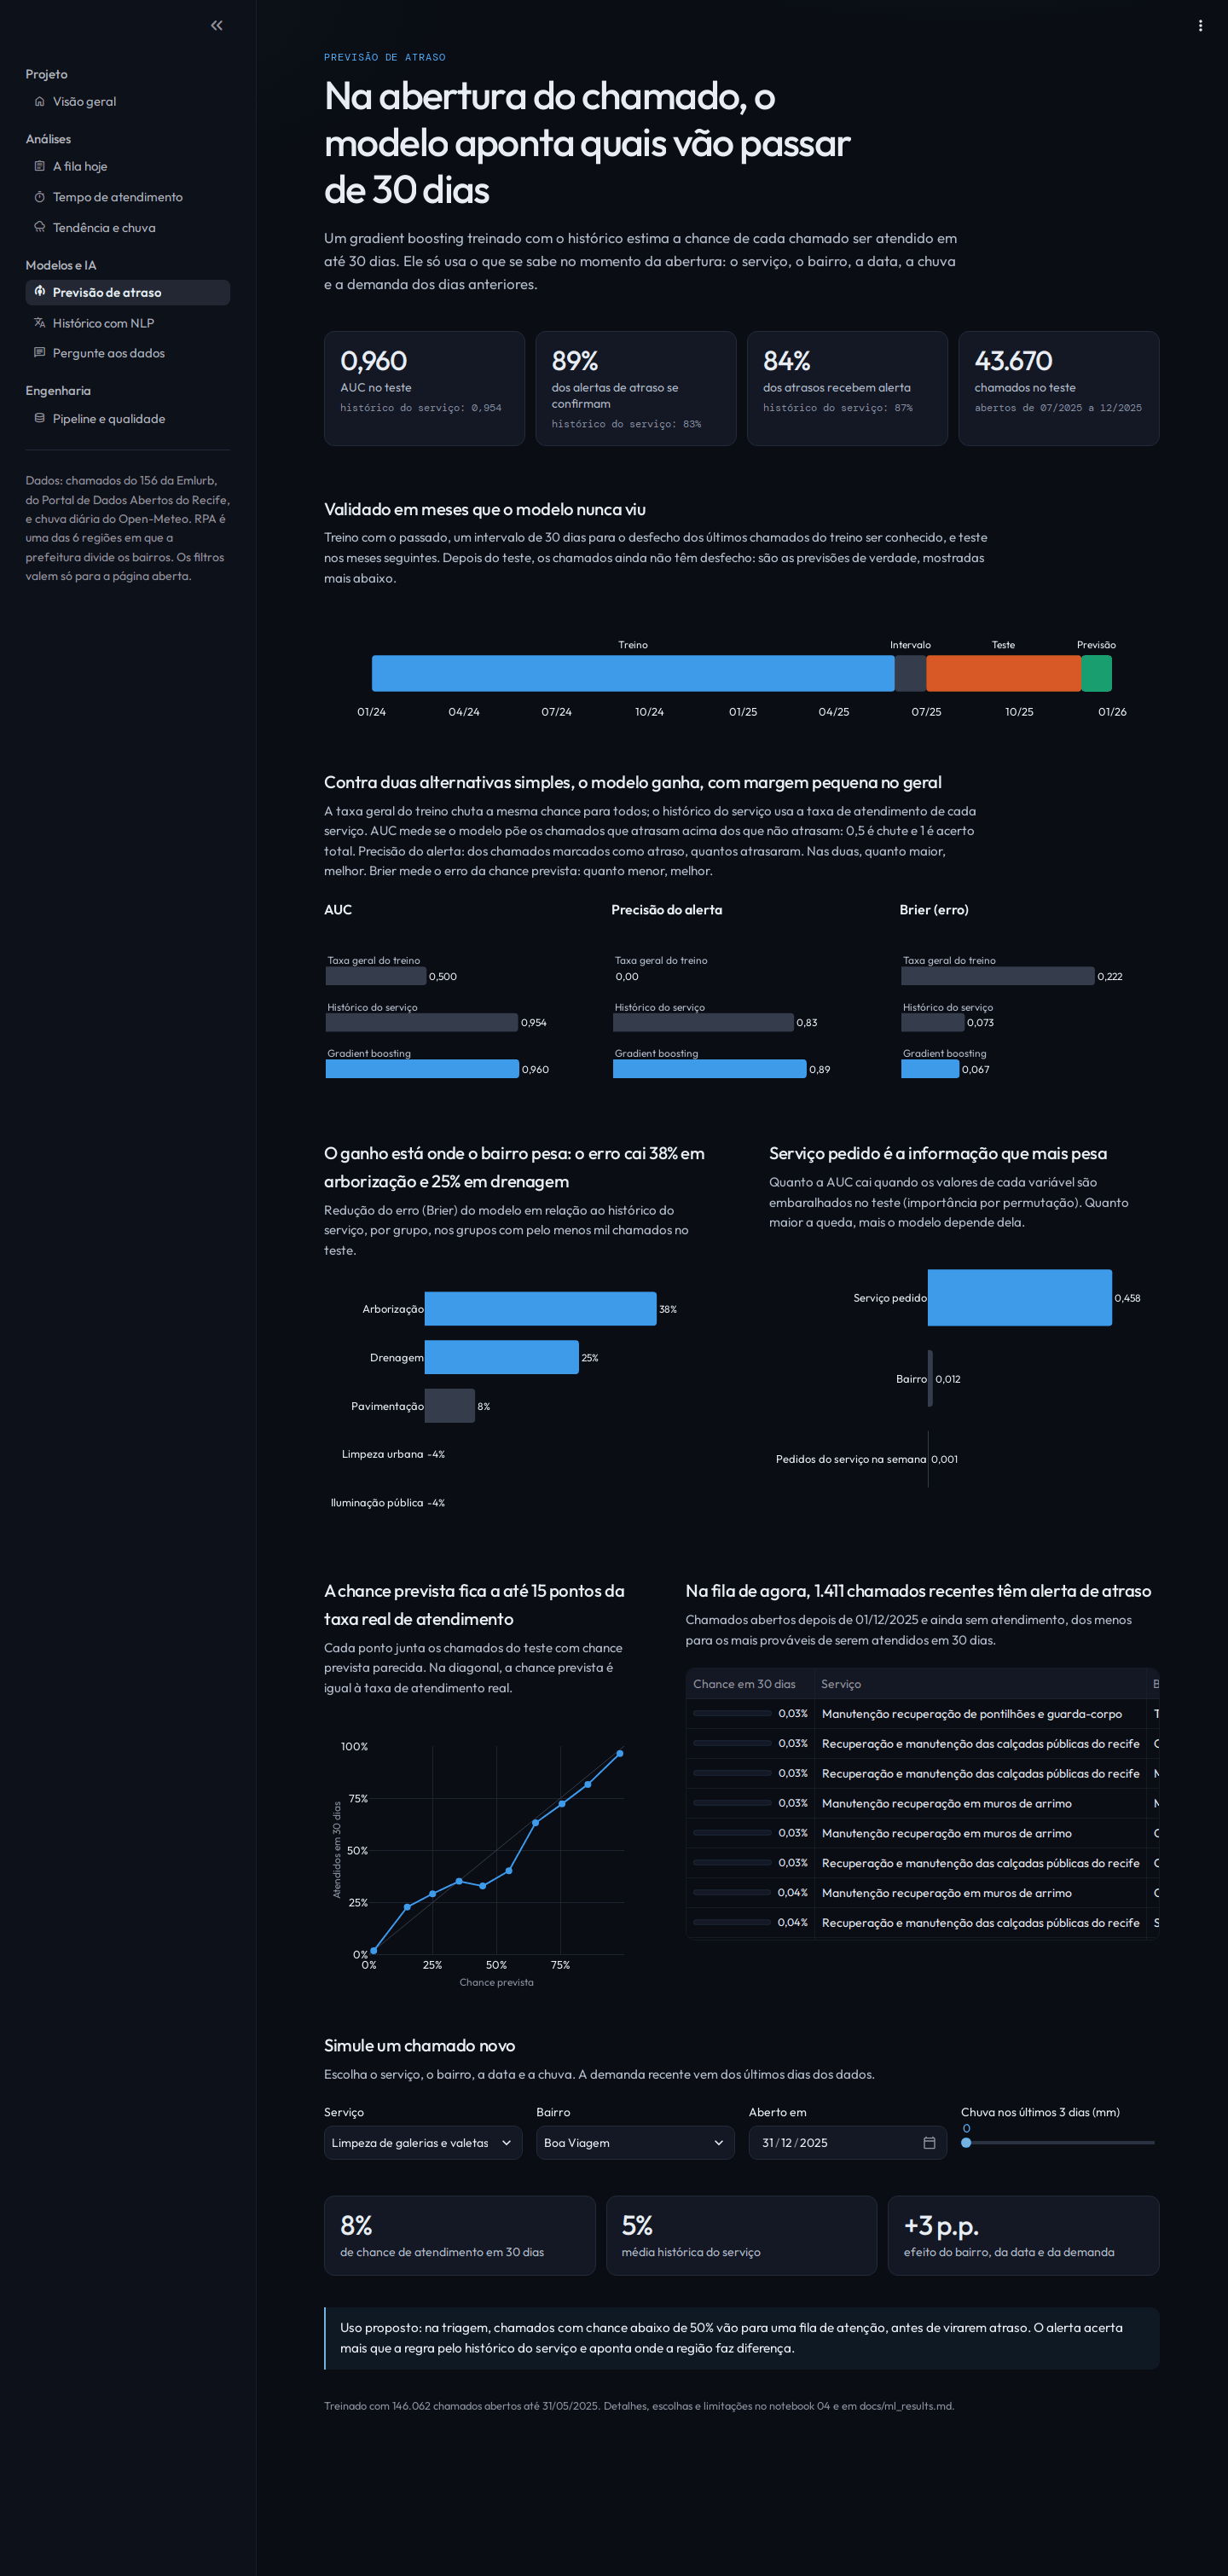 Projeto
Visão geral
Análises
A fila hoje
Tempo de atendimento
Tendência e chuva
Modelos e IA
Previsão de atraso
Histórico com NLP
Pergunte aos dados
Engenharia
Pipeline e qualidade
Dados: chamados do 156 da Emlurb,
do Portal de Dados Abertos do Recife,
e chuva diária do Open-Meteo. RPA é
uma das 6 regiões em que a
prefeitura divide os bairros. Os filtros
valem só para a página aberta.
PREVISÃO DE ATRASO
Na abertura do chamado, o
modelo aponta quais vão passar
de 30 dias
Um gradient boosting treinado com o histórico estima a chance de cada chamado ser atendido em
até 30 dias. Ele só usa o que se sabe no momento da abertura: o serviço, o bairro, a data, a chuva
e a demanda dos dias anteriores.
0,960
AUC no teste
histórico do serviço: 0,954
89%
dos alertas de atraso se
confirmam
histórico do serviço: 83%
84%
dos atrasos recebem alerta
histórico do serviço: 87%
43.670
chamados no teste
abertos de 07/2025 a 12/2025
Validado em meses que o modelo nunca viu
Treino com o passado, um intervalo de 30 dias para o desfecho dos últimos chamados do treino ser conhecido, e teste
nos meses seguintes. Depois do teste, os chamados ainda não têm desfecho: são as previsões de verdade, mostradas
mais abaixo.
Treino Intervalo Teste Previsão
01/24 04/24 07/24 10/24 01/25 04/25 07/25 10/25 01/26
Contra duas alternativas simples, o modelo ganha, com margem pequena no geral
A taxa geral do treino chuta a mesma chance para todos; o histórico do serviço usa a taxa de atendimento de cada
serviço. AUC mede se o modelo põe os chamados que atrasam acima dos que não atrasam: 0,5 é chute e 1 é acerto
total. Precisão do alerta: dos chamados marcados como atraso, quantos atrasaram. Nas duas, quanto maior,
melhor. Brier mede o erro da chance prevista: quanto menor, melhor.
AUC
Taxa geral do treino
0,500
Histórico do serviço
0,954
Gradient boosting
0,960
Precisão do alerta
Taxa geral do treino
0,00
Histórico do serviço
0,83
Gradient boosting
0,89
Brier (erro)
Taxa geral do treino
0,222
Histórico do serviço
0,073
Gradient boosting
0,067
O ganho está onde o bairro pesa: o erro cai 38% em
arborização e 25% em drenagem
Redução do erro (Brier) do modelo em relação ao histórico do
serviço, por grupo, nos grupos com pelo menos mil chamados no
teste.
Arborização 38%
Drenagem 25%
Pavimentação 8%
Limpeza urbana -4%
Iluminação pública -4%
Serviço pedido é a informação que mais pesa
Quanto a AUC cai quando os valores de cada variável são
embaralhados no teste (importância por permutação). Quanto
maior a queda, mais o modelo depende dela.
Serviço pedido 0,458
Bairro 0,012
Pedidos do serviço na semana 0,001
A chance prevista fica a até 15 pontos da
taxa real de atendimento
Cada ponto junta os chamados do teste com chance
prevista parecida. Na diagonal, a chance prevista é
igual à taxa de atendimento real.
Atendidos em 30 dias
100%
75%
50%
25%
0%
0% 25% 50% 75%
Chance prevista
Na fila de agora, 1.411 chamados recentes têm alerta de atraso
Chamados abertos depois de 01/12/2025 e ainda sem atendimento, dos menos
para os mais prováveis de serem atendidos em 30 dias.
Chance em 30 dias Serviço B
0,03% Manutenção recuperação de pontilhões e guarda-corpo T
0,03% Recuperação e manutenção das calçadas públicas do recife C
0,03% Recuperação e manutenção das calçadas públicas do recife M
0,03% Manutenção recuperação em muros de arrimo M
0,03% Manutenção recuperação em muros de arrimo C
0,03% Recuperação e manutenção das calçadas públicas do recife C
0,04% Manutenção recuperação em muros de arrimo C
0,04% Recuperação e manutenção das calçadas públicas do recife S
Simule um chamado novo
Escolha o serviço, o bairro, a data e a chuva. A demanda recente vem dos últimos dias dos dados.
Serviço
Limpeza de galerias e valetas
Bairro
Boa Viagem
Aberto em
31/12/2025
Chuva nos últimos 3 dias (mm)
0
8%
de chance de atendimento em 30 dias
5%
média histórica do serviço
+3 p.p.
efeito do bairro, da data e da demanda
Uso proposto: na triagem, chamados com chance abaixo de 50% vão para uma fila de atenção, antes de virarem atraso. O alerta acerta
mais que a regra pelo histórico do serviço e aponta onde a região faz diferença.
Treinado com 146.062 chamados abertos até 31/05/2025. Detalhes, escolhas e limitações no notebook 04 e em docs/ml_results.md.